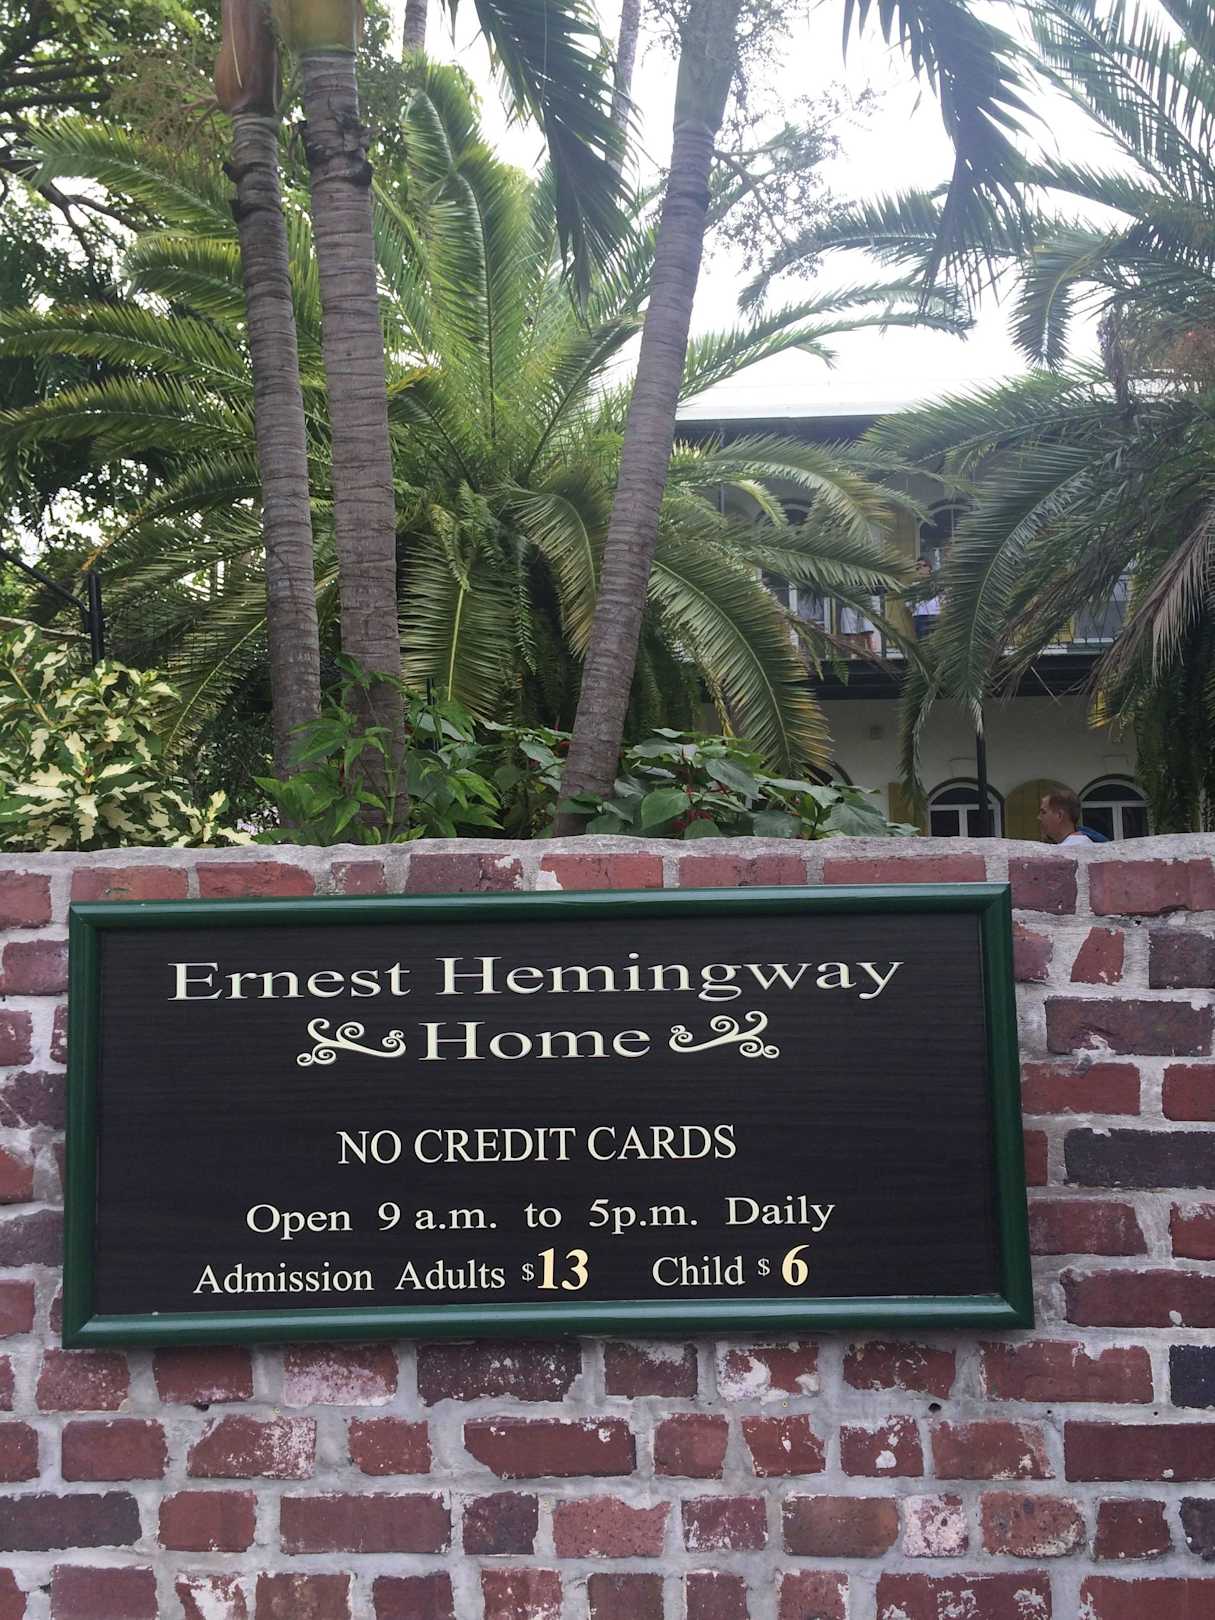 Ernest Hemingway
Home
NO CREDIT CARDS
Open 9 a.m. to 5p.m. Daily
Admission Adults $13 Child $ 6